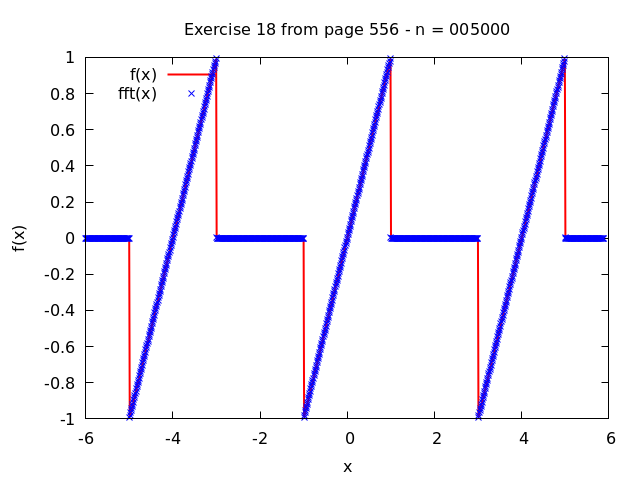 Exercise 18 from page 556 - n = 005000
f(x)
fft(x)
1
0.8
0.6
0.4
0.2
0
-0.2
-0.4
-0.6
-0.8
-1
f(x)
-6 -4 -2 0 2 4 6
x